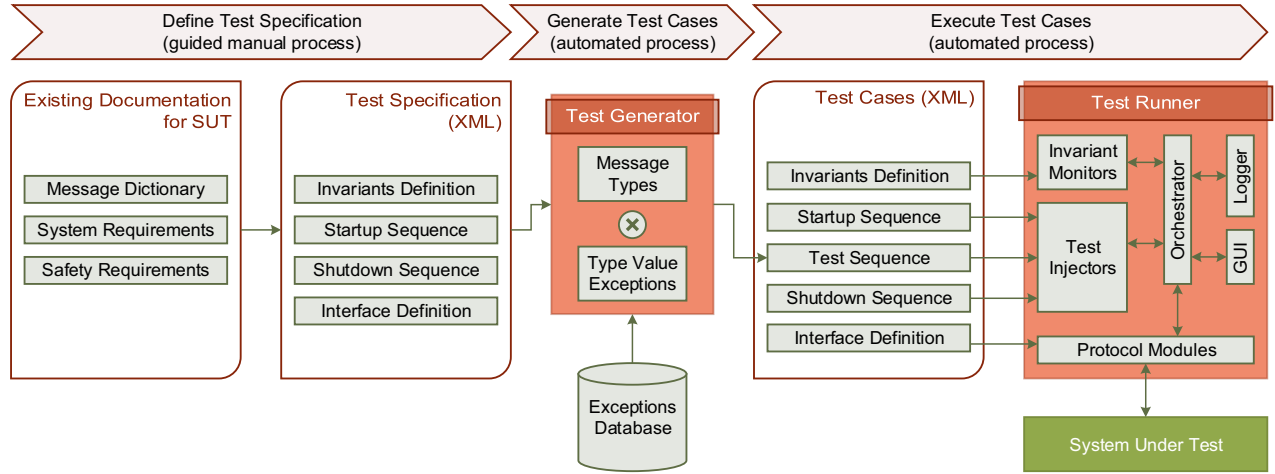 Define Test Specification
(guided manual process)
Generate Test Cases
(automated process)
Execute Test Cases
(automated process)
Existing Documentation
for SUT
Message Dictionary
System Requirements
Safety Requirements
Test Specification
(XML)
Invariants Definition
Startup Sequence
Shutdown Sequence
Interface Definition
Test Generator
Message
Types
Type Value
Exceptions
Exceptions
Database
Test Cases (XML)
Invariants Definition
Startup Sequence
Test Sequence
Shutdown Sequence
Interface Definition
Test Runner
Invariant
Monitors
Test
Injectors
Orchestrator
Logger
GUI
Protocol Modules
System Under Test